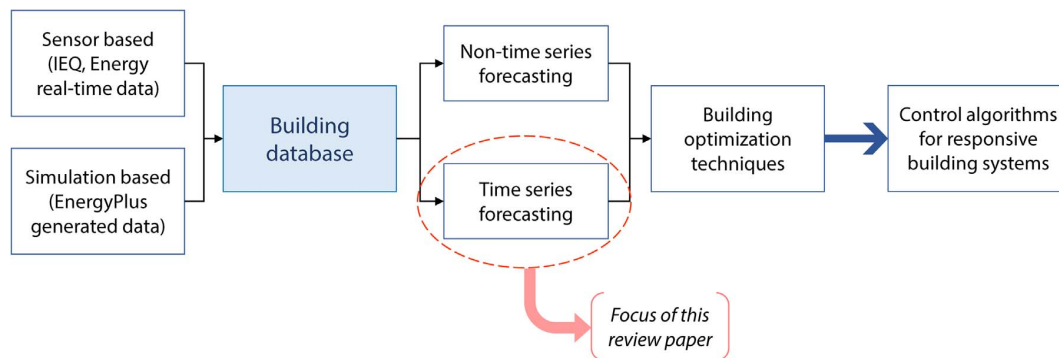 Sensor based
(IEQ, Energy
real-time data)
Simulation based
(EnergyPlus
generated data)
Building
database
Non-time series
forecasting
Time series
forecasting
Building
optimization
techniques
Control algorithms
for responsive
building systems
Focus of this
review paper